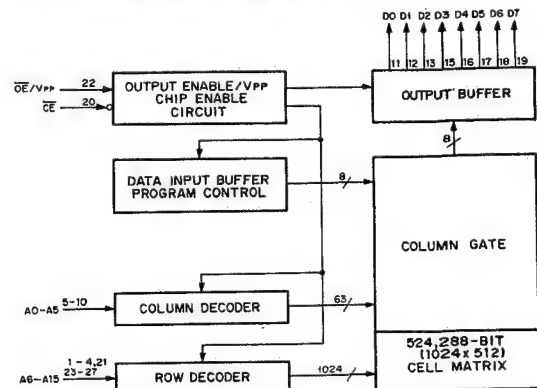 D0 D1 D2 D3 D4 D5 D6 D7
11 12 13 15 16 17 18 19
OE/VPP 22
CE 20
OUTPUT ENABLE/VPP
CHIP ENABLE
CIRCUIT
OUTPUT BUFFER
8
DATA INPUT BUFFER
PROGRAM CONTROL
8
COLUMN GATE
A0-A5 5-10
COLUMN DECODER
63
524,288-BIT
(1024x512)
CELL MATRIX
A6-A15 1-4,21
23-27
ROW DECODER
1024